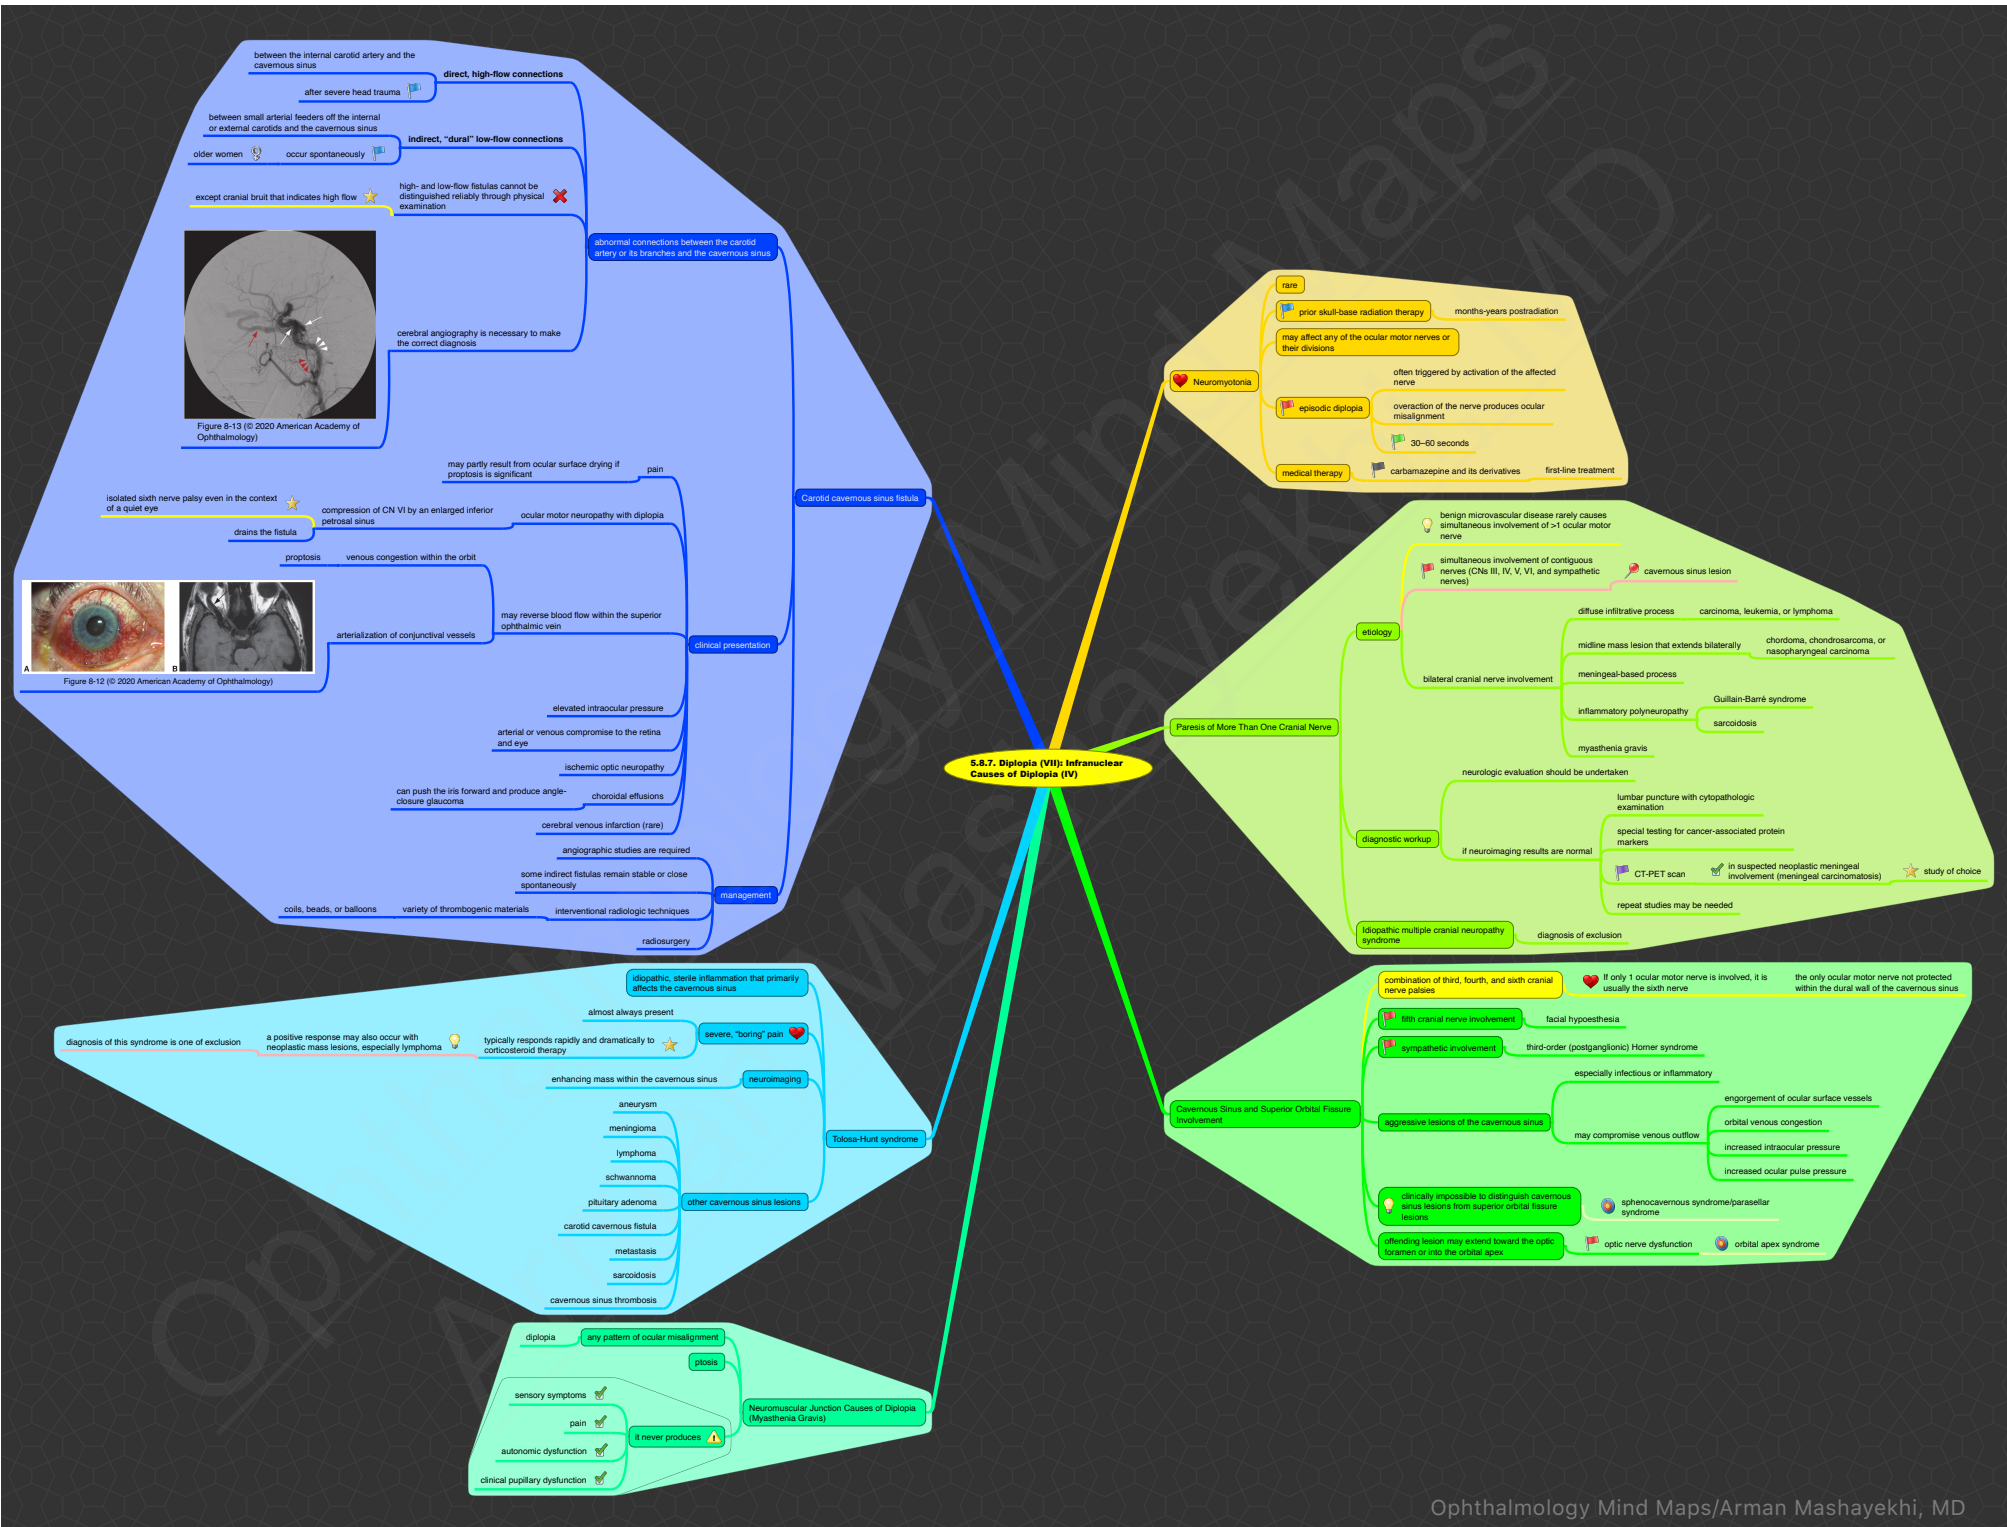 5.8.7. Diplopia (VII): Infranuclear
Causes of Diplopia (IV)
Neuromyotonia
rare
prior skull-base radiation therapy
months-years postradiation
may affect any of the ocular motor nerves or
their divisions
episodic diplopia
often triggered by activation of the affected
nerve
overaction of the nerve produces ocular
misalignment
30–60 seconds
medical therapy
carbamazepine and its derivatives
first-line treatment
Paresis of More Than One Cranial Nerve
etiology
benign microvascular disease rarely causes
simultaneous involvement of >1 ocular motor
nerve
simultaneous involvement of contiguous
nerves (CNs III, IV, V, VI, and sympathetic
nerves)
cavernous sinus lesion
bilateral cranial nerve involvement
diffuse infiltrative process
carcinoma, leukemia, or lymphoma
midline mass lesion that extends bilaterally
chordoma, chondrosarcoma, or
nasopharyngeal carcinoma
meningeal-based process
inflammatory polyneuropathy
Guillain-Barré syndrome
sarcoidosis
myasthenia gravis
diagnostic workup
neurologic evaluation should be undertaken
if neuroimaging results are normal
lumbar puncture with cytopathologic
examination
special testing for cancer-associated protein
markers
CT-PET scan
in suspected neoplastic meningeal
involvement (meningeal carcinomatosis)
study of choice
repeat studies may be needed
Idiopathic multiple cranial neuropathy
syndrome
diagnosis of exclusion
Cavernous Sinus and Superior Orbital Fissure
Involvement
combination of third, fourth, and sixth cranial
nerve palsies
If only 1 ocular motor nerve is involved, it is
usually the sixth nerve
the only ocular motor nerve not protected
within the dural wall of the cavernous sinus
fifth cranial nerve involvement
facial hypoesthesia
sympathetic involvement
third-order (postganglionic) Horner syndrome
aggressive lesions of the cavernous sinus
especially infectious or inflammatory
may compromise venous outflow
engorgement of ocular surface vessels
orbital venous congestion
increased intraocular pressure
increased ocular pulse pressure
clinically impossible to distinguish cavernous
sinus lesions from superior orbital fissure
lesions
sphenocavernous syndrome/parasellar
syndrome
offending lesion may extend toward the optic
foramen or into the orbital apex
optic nerve dysfunction
orbital apex syndrome
Carotid cavernous sinus fistula
abnormal connections between the carotid
artery or its branches and the cavernous sinus
direct, high-flow connections
between the internal carotid artery and the
cavernous sinus
after severe head trauma
indirect, “dural” low-flow connections
between small arterial feeders off the internal
or external carotids and the cavernous sinus
occur spontaneously
older women
high- and low-flow fistulas cannot be
distinguished reliably through physical
examination
except cranial bruit that indicates high flow
cerebral angiography is necessary to make
the correct diagnosis
Figure 8-13 (© 2020 American Academy of
Ophthalmology)
clinical presentation
pain
may partly result from ocular surface drying if
proptosis is significant
ocular motor neuropathy with diplopia
compression of CN VI by an enlarged inferior
petrosal sinus
isolated sixth nerve palsy even in the context
of a quiet eye
drains the fistula
may reverse blood flow within the superior
ophthalmic vein
venous congestion within the orbit
proptosis
arterialization of conjunctival vessels
A
B
Figure 8-12 (© 2020 American Academy of Ophthalmology)
elevated intraocular pressure
arterial or venous compromise to the retina
and eye
ischemic optic neuropathy
choroidal effusions
can push the iris forward and produce angle-
closure glaucoma
cerebral venous infarction (rare)
management
angiographic studies are required
some indirect fistulas remain stable or close
spontaneously
interventional radiologic techniques
variety of thrombogenic materials
coils, beads, or balloons
radiosurgery
Tolosa-Hunt syndrome
idiopathic, sterile inflammation that primarily
affects the cavernous sinus
severe, “boring” pain
almost always present
typically responds rapidly and dramatically to
corticosteroid therapy
a positive response may also occur with
neoplastic mass lesions, especially lymphoma
diagnosis of this syndrome is one of exclusion
neuroimaging
enhancing mass within the cavernous sinus
other cavernous sinus lesions
aneurysm
meningioma
lymphoma
schwannoma
pituitary adenoma
carotid cavernous fistula
metastasis
sarcoidosis
cavernous sinus thrombosis
Neuromuscular Junction Causes of Diplopia
(Myasthenia Gravis)
any pattern of ocular misalignment
diplopia
ptosis
it never produces
sensory symptoms
pain
autonomic dysfunction
clinical pupillary dysfunction
Ophthalmology Mind Maps
Arman Mashayekhi, MD
Ophthalmology Mind Maps/Arman Mashayekhi, MD